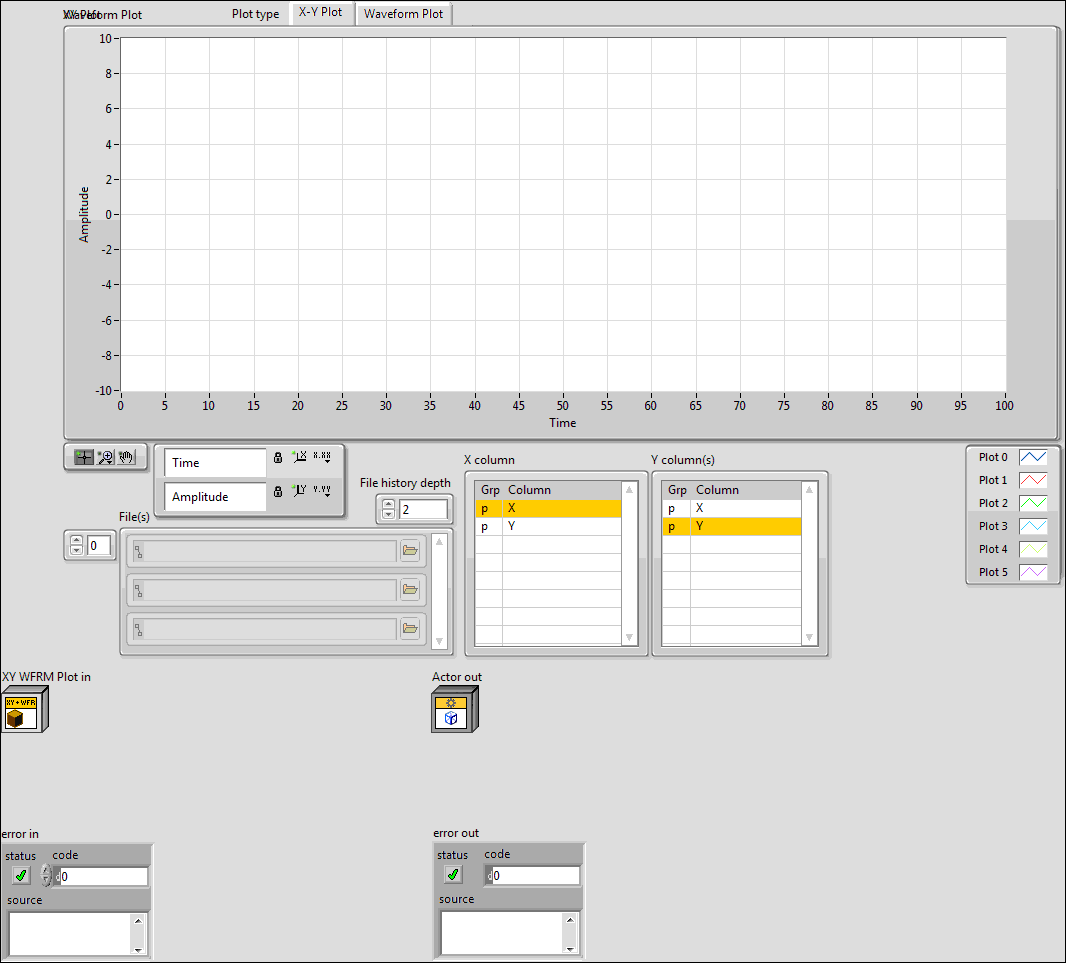 Waveform Plot
Plot type X-Y Plot Waveform Plot
Amplitude
10
8
6
4
2
0
-2
-4
-6
-8
-10
0 5 10 15 20 25 30 35 40 45 50 55 60 65 70 75 80 85 90 95 100
Time
Time
Amplitude
File history depth
2
X column
Grp Column
p X
p Y
Y column(s)
Grp Column
p X
p Y
Plot 0
Plot 1
Plot 2
Plot 3
Plot 4
Plot 5
File(s)
0
XY WFRM Plot in
XY+WFR
Actor out
error in
status code
0
source
error out
status code
0
source